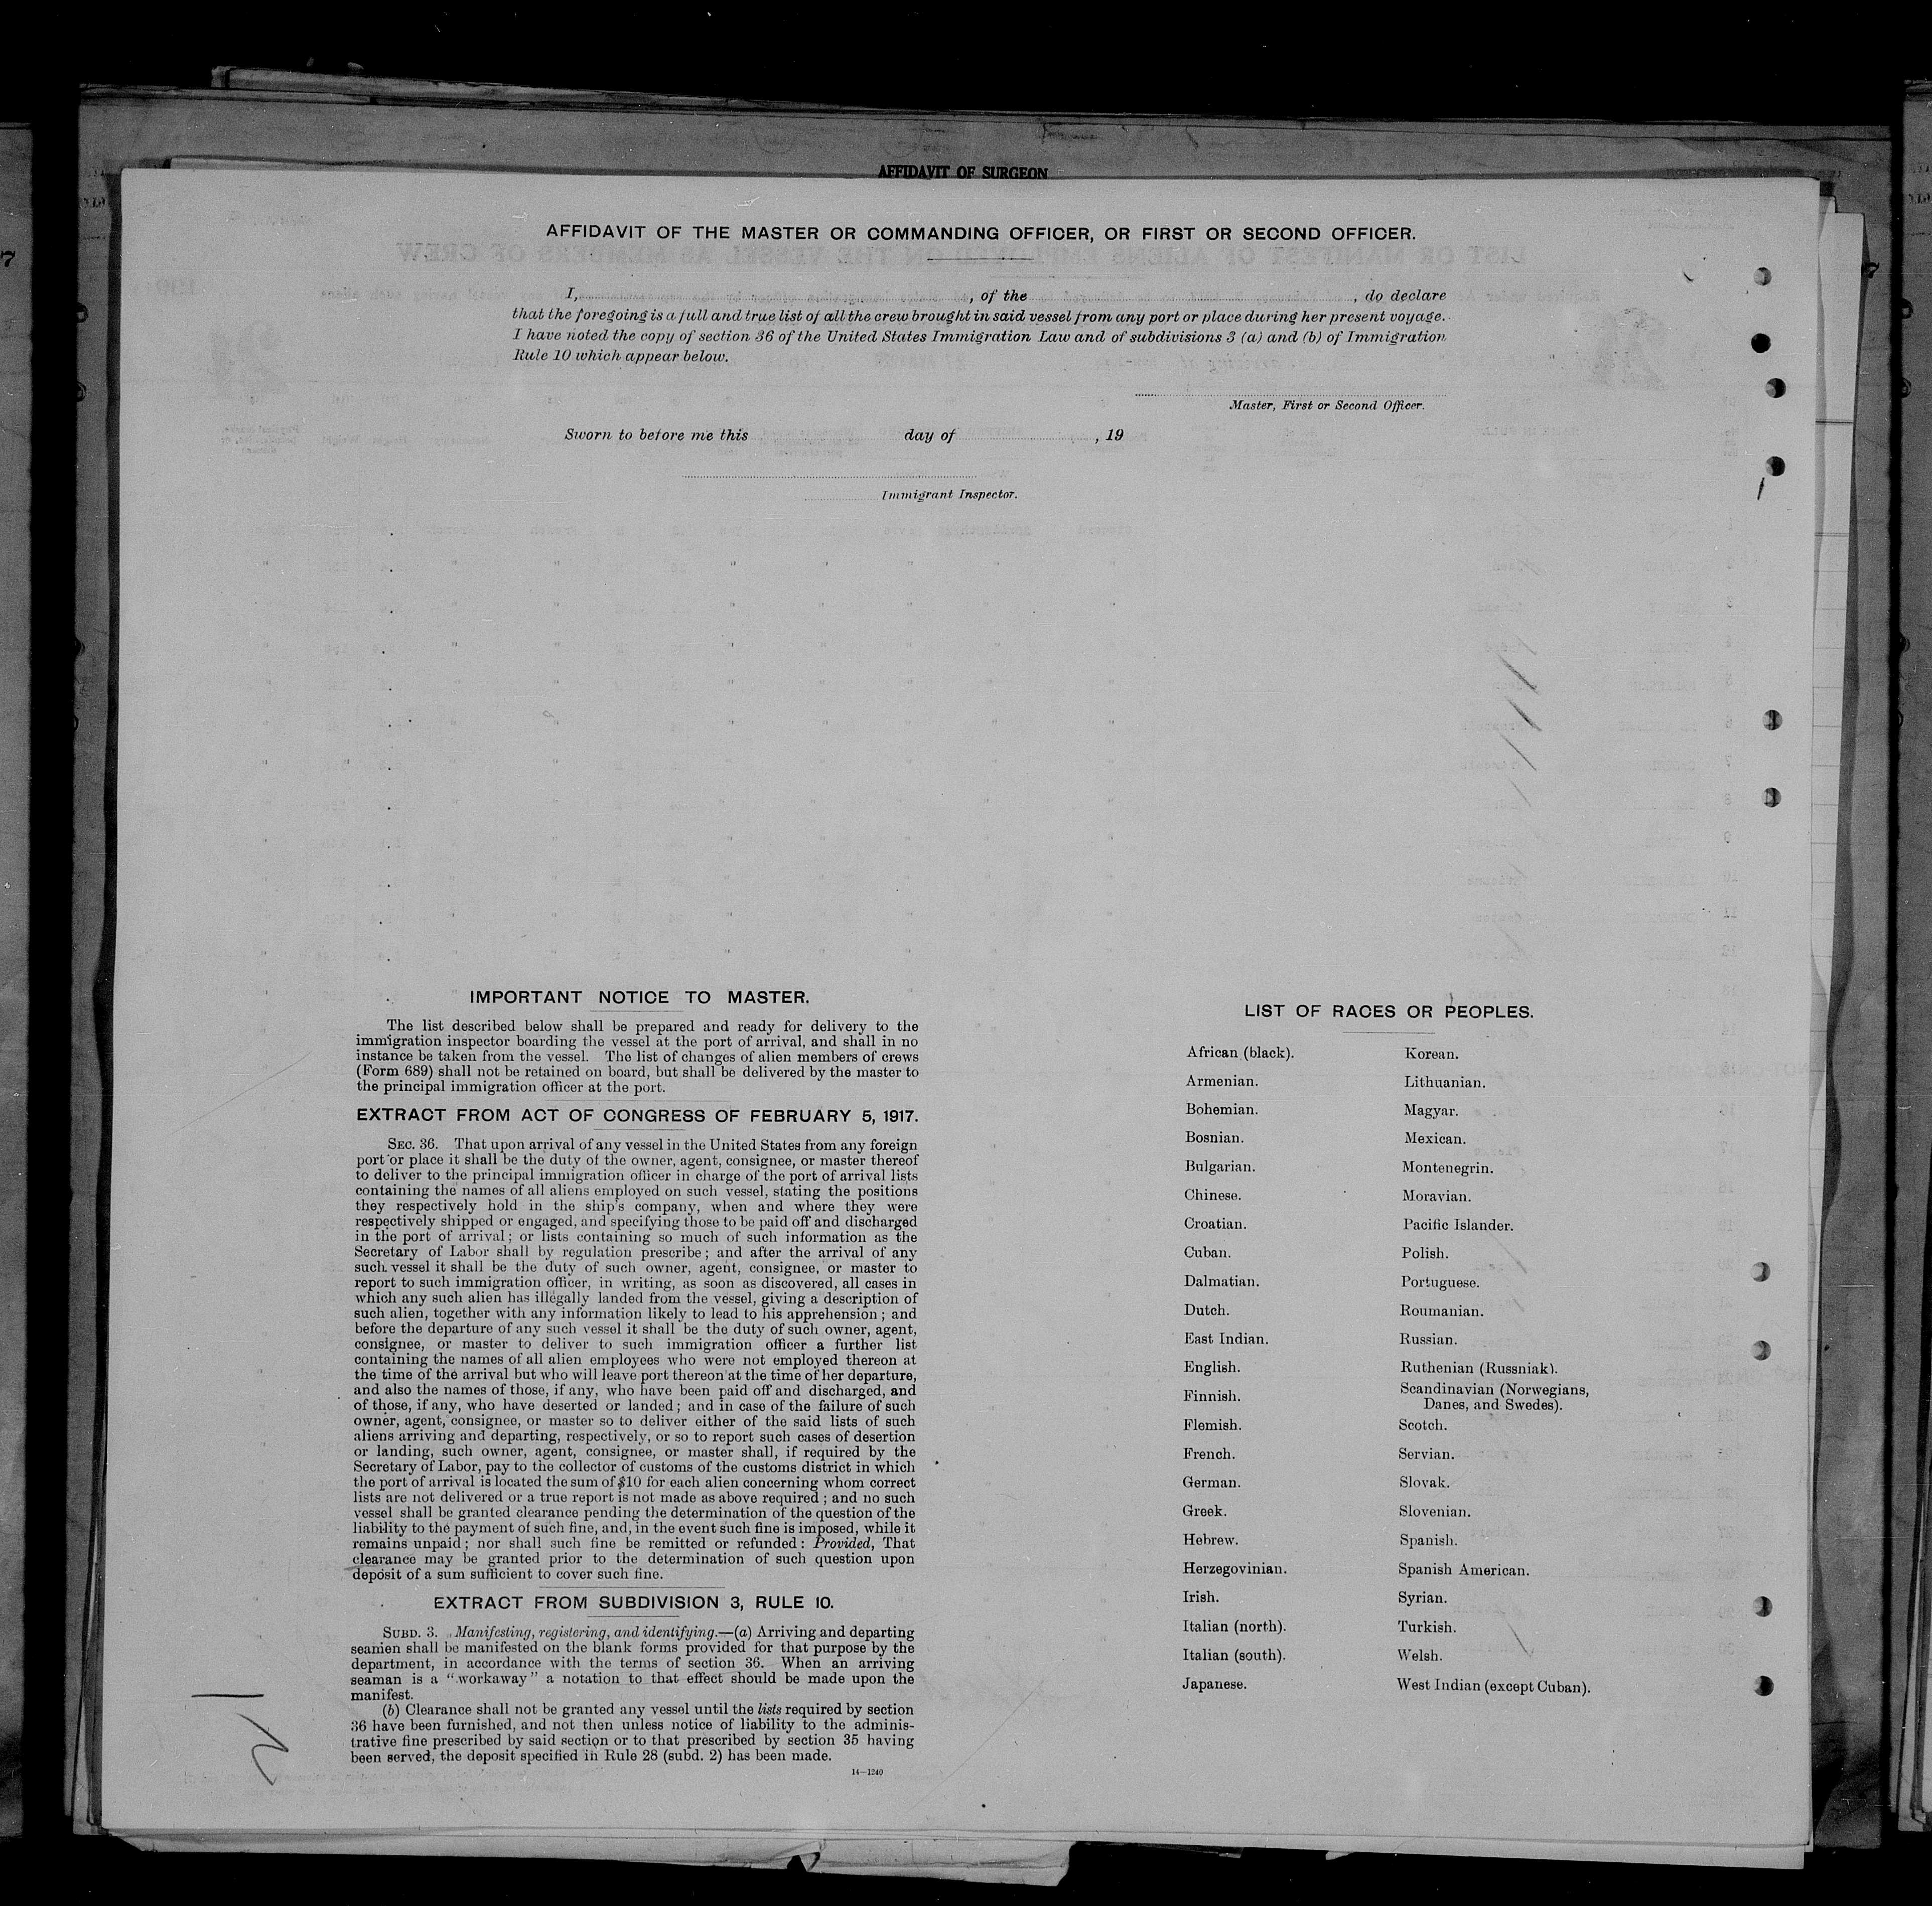 AFFIDAVIT OF SURGEON
AFFIDAVIT OF THE MASTER OR COMMANDING OFFICER, OR FIRST OR SECOND OFFICER.
I, , of the , do declare
that the foregoing is a full and true list of all the crew brought in said vessel from any port or place during her present voyage.
I have noted the copy of section 36 of the United States Immigration Law and of subdivisions 3 (a) and (b) of Immigration
Rule 10 which appear below.
Master, First or Second Officer.
Sworn to before me this day of , 19
Immigrant Inspector.
IMPORTANT NOTICE TO MASTER.
The list described below shall be prepared and ready for delivery to the
immigration inspector boarding the vessel at the port of arrival, and shall in no
instance be taken from the vessel. The list of changes of alien members of crews
(Form 689) shall not be retained on board, but shall be delivered by the master to
the principal immigration officer at the port.
EXTRACT FROM ACT OF CONGRESS OF FEBRUARY 5, 1917.
SEC. 36. That upon arrival of any vessel in the United States from any foreign
port or place it shall be the duty of the owner, agent, consignee, or master thereof
to deliver to the principal immigration officer in charge of the port of arrival lists
containing the names of all aliens employed on such vessel, stating the positions
they respectively hold in the ship's company, when and where they were
respectively shipped or engaged, and specifying those to be paid off and discharged
in the port of arrival; or lists containing so much of such information as the
Secretary of Labor shall by regulation prescribe; and after the arrival of any
such vessel it shall be the duty of such owner, agent, consignee, or master to
report to such immigration officer, in writing, as soon as discovered, all cases in
which any such alien has illegally landed from the vessel, giving a description of
such alien, together with any information likely to lead to his apprehension; and
before the departure of any such vessel it shall be the duty of such owner, agent,
consignee, or master to deliver to such immigration officer a further list
containing the names of all alien employees who were not employed thereon at
the time of the arrival but who will leave port thereon at the time of her departure,
and also the names of those, if any, who have been paid off and discharged, and
of those, if any, who have deserted or landed; and in case of the failure of such
owner, agent, consignee, or master so to deliver either of the said lists of such
aliens arriving and departing, respectively, or so to report such cases of desertion
or landing, such owner, agent, consignee, or master shall, if required by the
Secretary of Labor, pay to the collector of customs of the customs district in which
the port of arrival is located the sum of $10 for each alien concerning whom correct
lists are not delivered or a true report is not made as above required; and no such
vessel shall be granted clearance pending the determination of the question of the
liability to the payment of such fine, and, in the event such fine is imposed, while it
remains unpaid; nor shall such fine be remitted or refunded: Provided, That
clearance may be granted prior to the determination of such question upon
deposit of a sum sufficient to cover such fine.
EXTRACT FROM SUBDIVISION 3, RULE 10.
SUBD. 3. Manifesting, registering, and identifying.—(a) Arriving and departing
seamen shall be manifested on the blank forms provided for that purpose by the
department, in accordance with the terms of section 36. When an arriving
seaman is a "workaway" a notation to that effect should be made upon the
manifest.
(b) Clearance shall not be granted any vessel until the lists required by section
36 have been furnished, and not then unless notice of liability to the adminis-
trative fine prescribed by said section or to that prescribed by section 35 having
been served, the deposit specified in Rule 28 (subd. 2) has been made.
14—1240
LIST OF RACES OR PEOPLES.
African (black).
Armenian.
Bohemian.
Bosnian.
Bulgarian.
Chinese.
Croatian.
Cuban.
Dalmatian.
Dutch.
East Indian.
English.
Finnish.
Flemish.
French.
German.
Greek.
Hebrew.
Herzegovinian.
Irish.
Italian (north).
Italian (south).
Japanese.
Korean.
Lithuanian.
Magyar.
Mexican.
Montenegrin.
Moravian.
Pacific Islander.
Polish.
Portuguese.
Roumanian.
Russian.
Ruthenian (Russniak).
Scandinavian (Norwegians,
Danes, and Swedes).
Scotch.
Servian.
Slovak.
Slovenian.
Spanish.
Spanish American.
Syrian.
Turkish.
Welsh.
West Indian (except Cuban).